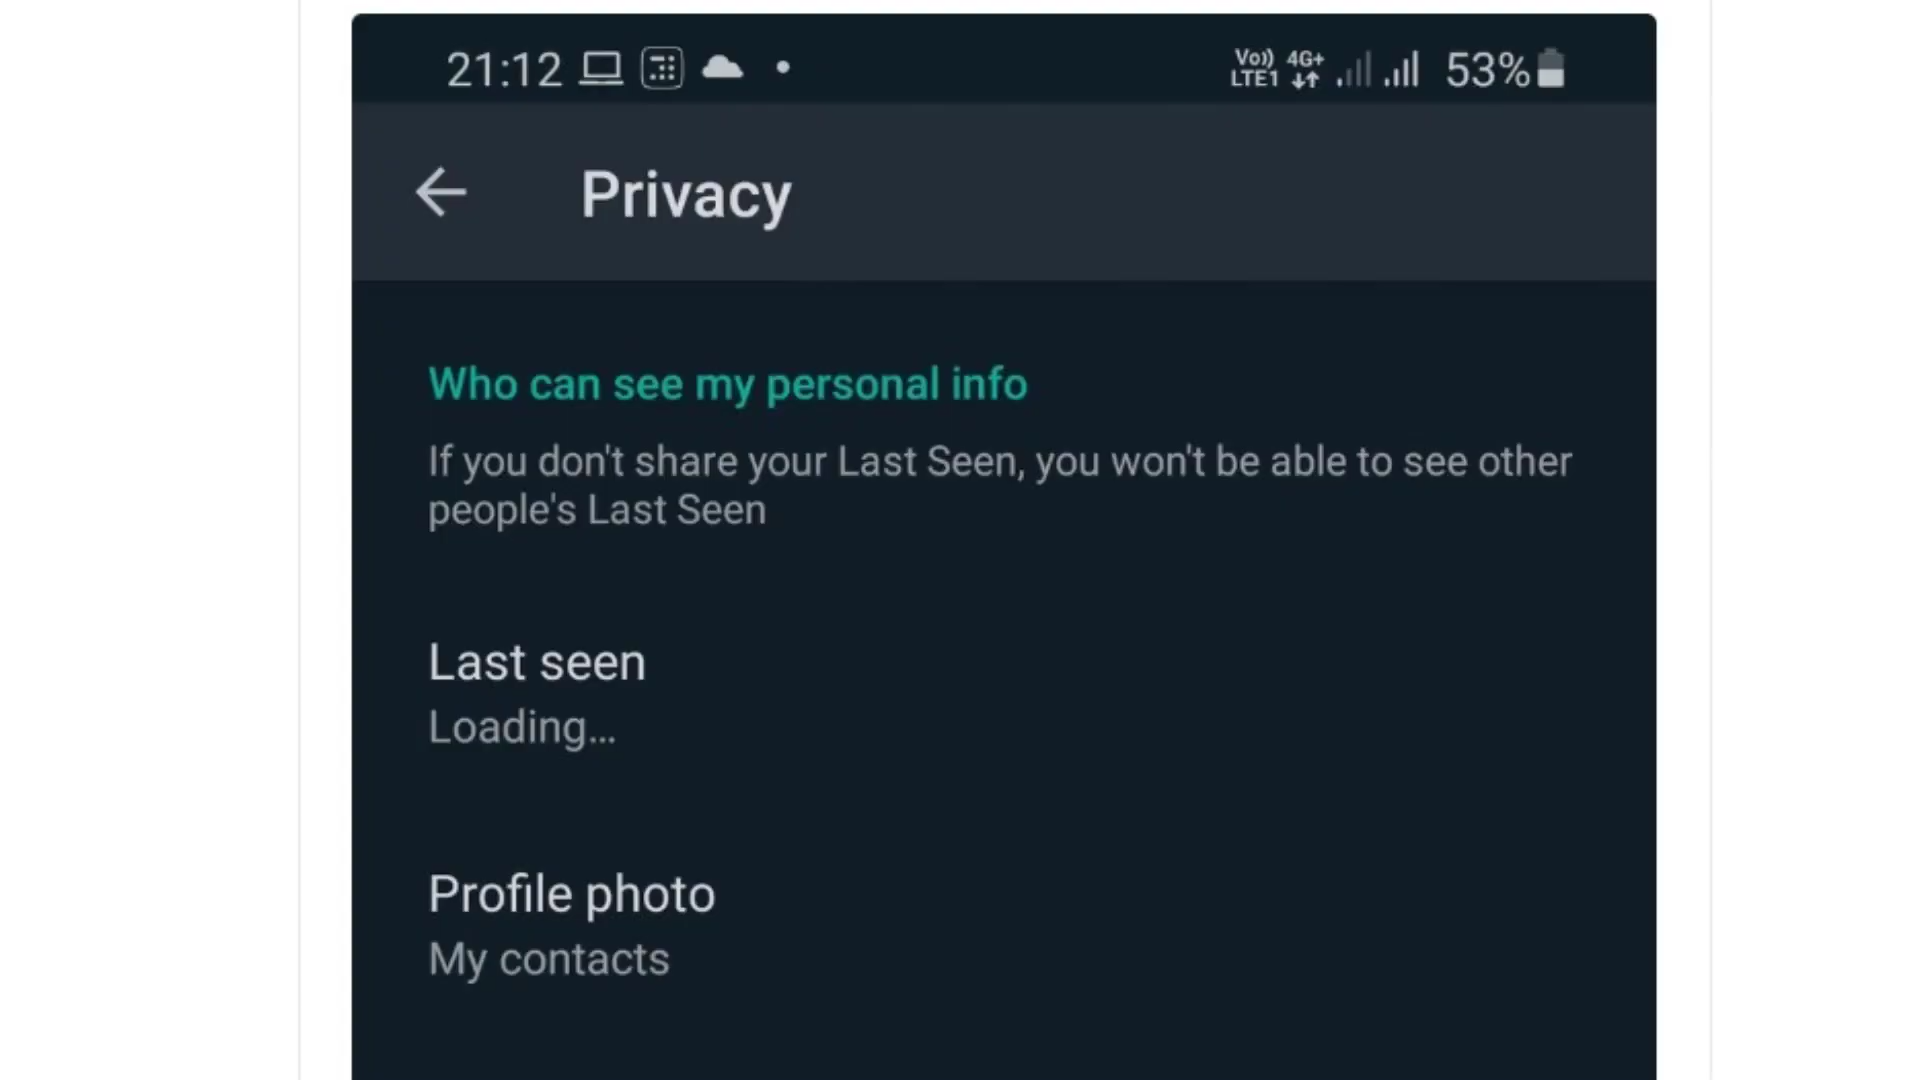 21:12 Vo)) LTE1 4G+ 53%
Privacy
Who can see my personal info
If you don't share your Last Seen, you won't be able to see other
people's Last Seen
Last seen
Loading...
Profile photo
My contacts